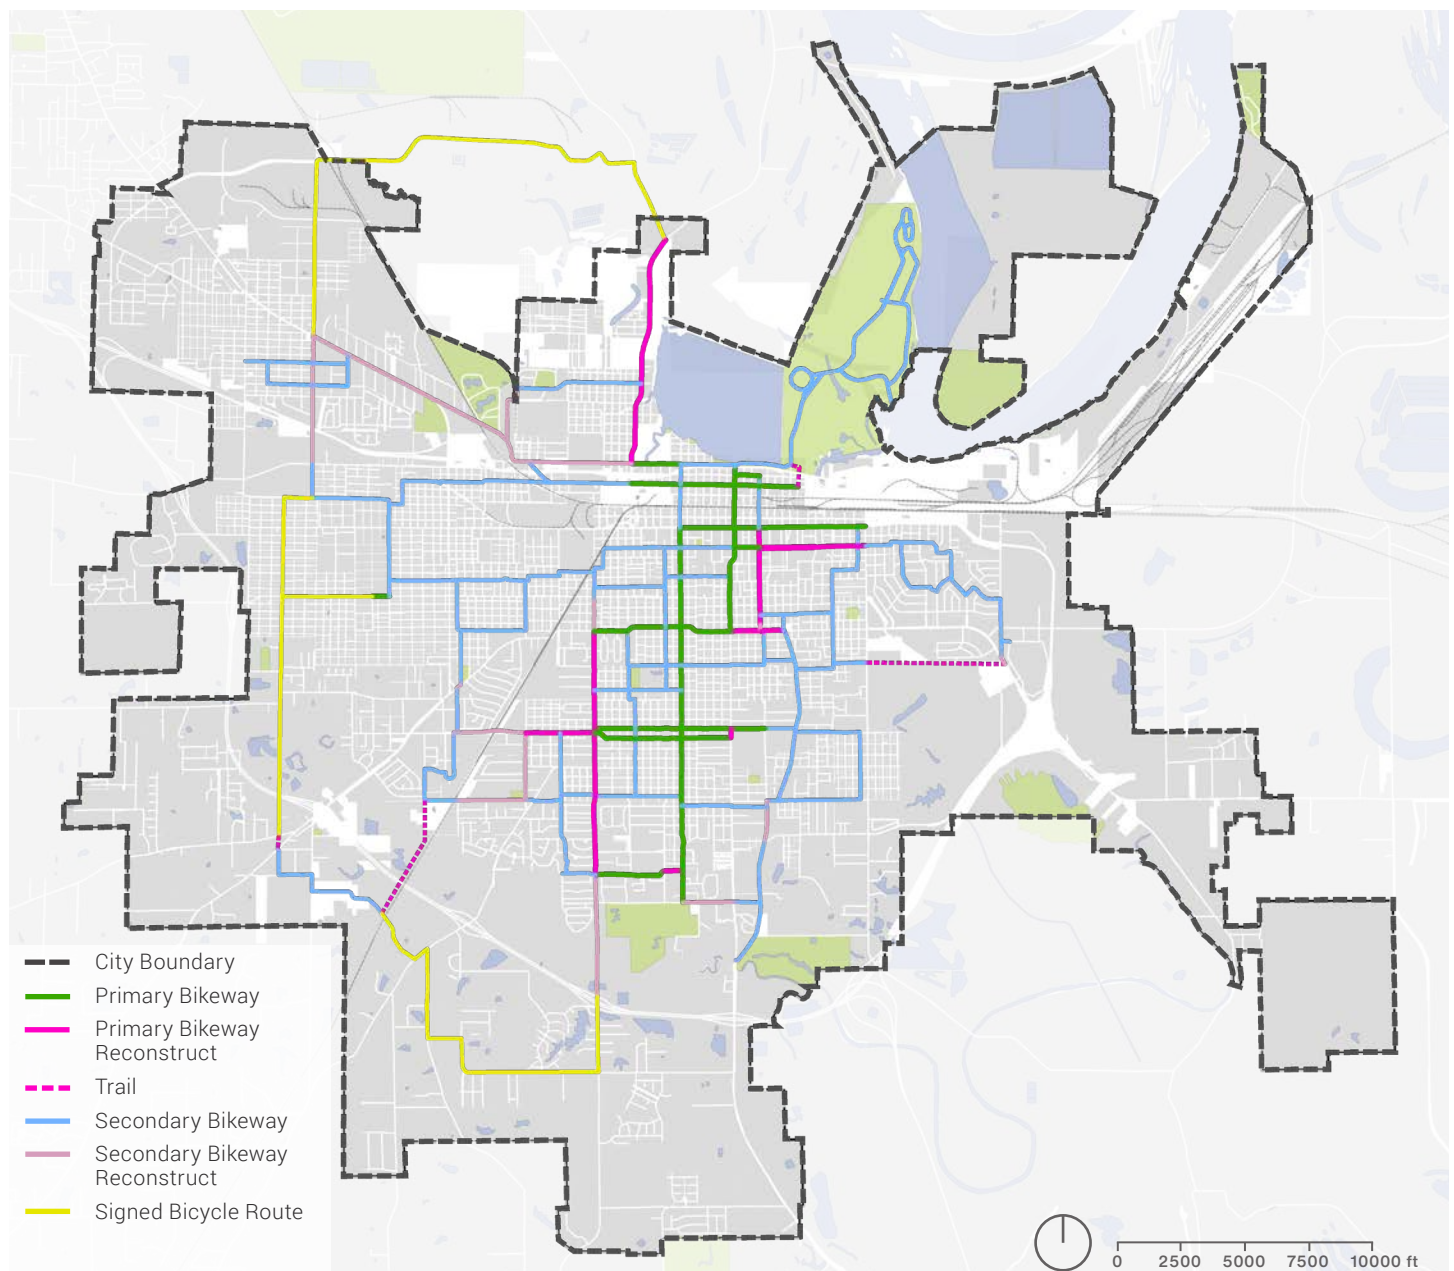 City Boundary
Primary Bikeway
Primary Bikeway
Reconstruct
Trail
Secondary Bikeway
Secondary Bikeway
Reconstruct
Signed Bicycle Route
0 2500 5000 7500 10000 ft